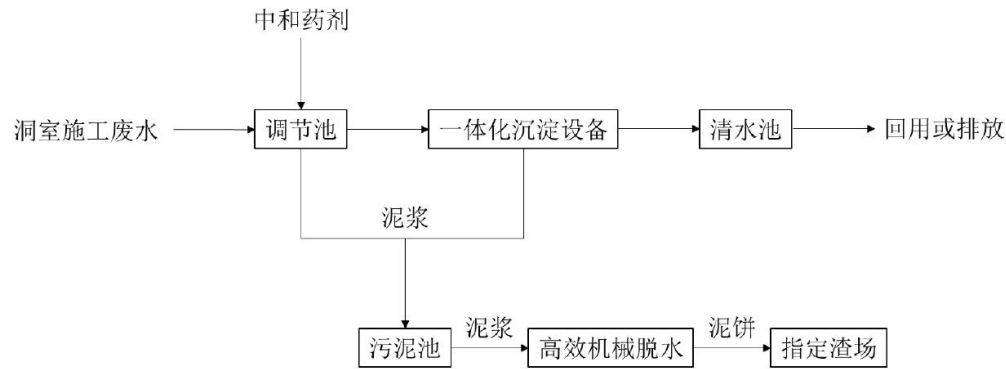 中和药剂
洞室施工废水
调节池
一体化沉淀设备
清水池
回用或排放
泥浆
污泥池
泥浆
高效机械脱水
泥饼
指定渣场